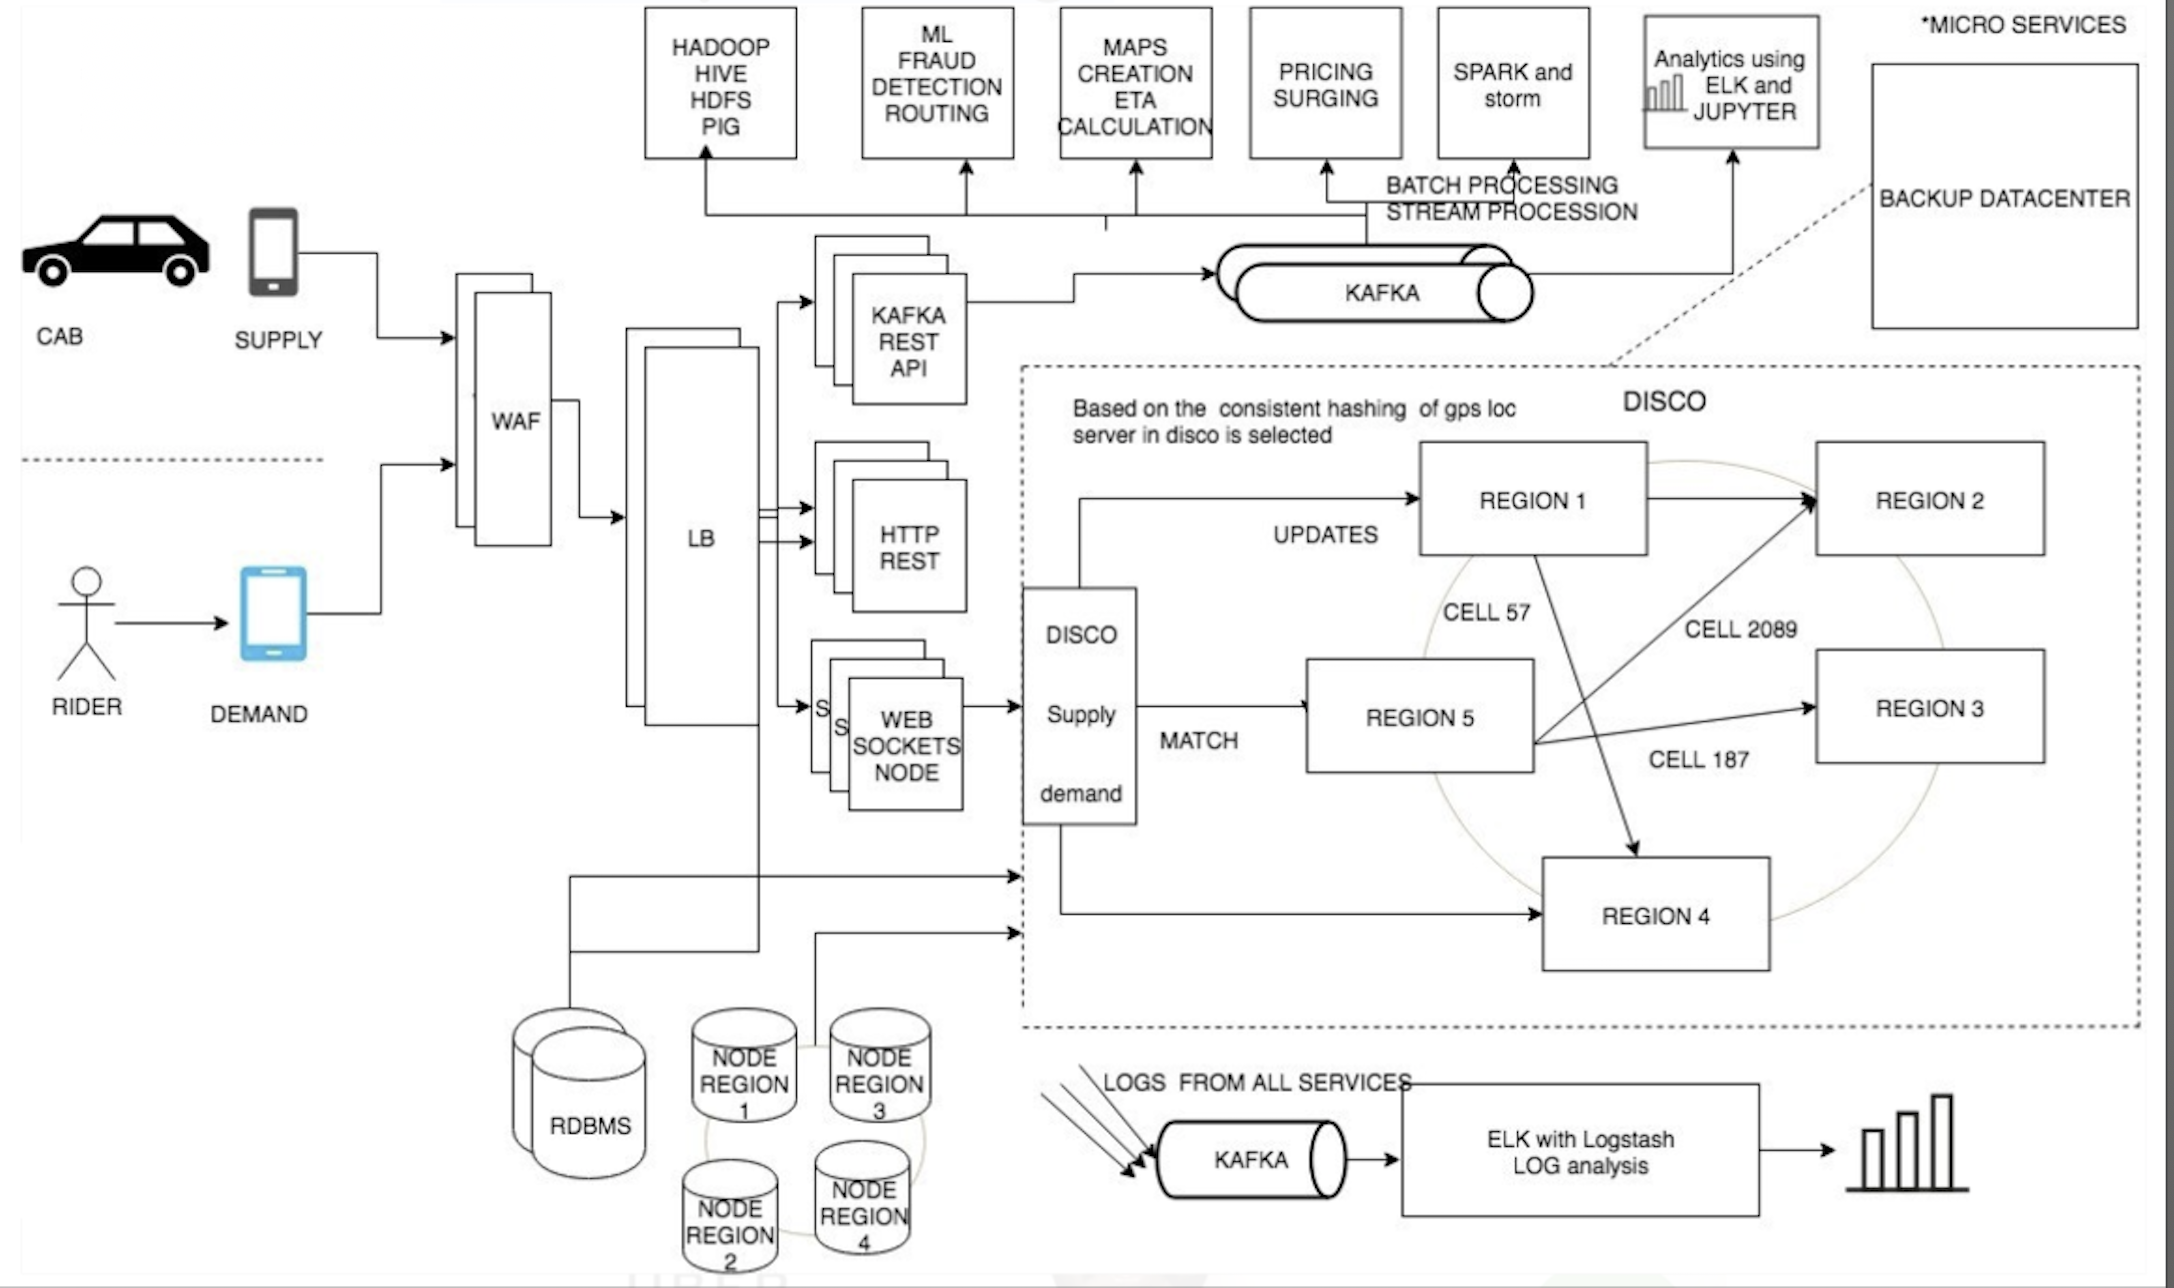 HADOOP
HIVE
HDFS
PIG
ML
FRAUD
DETECTION
ROUTING
MAPS
CREATION
ETA
CALCULATION
PRICING
SURGING
SPARK and
storm
Analytics using
ELK and
JUPYTER
*MICRO SERVICES
BACKUP DATACENTER
BATCH PROCESSING
STREAM PROCESSION
CAB
SUPPLY
WAF
LB
KAFKA
REST
API
KAFKA
HTTP
REST
S
S
WEB
SOCKETS
NODE
RIDER
DEMAND
Based on the consistent hashing of gps loc
server in disco is selected
DISCO
REGION 1
REGION 2
UPDATES
DISCO
Supply
demand
CELL 57
CELL 2089
REGION 5
REGION 3
MATCH
CELL 187
REGION 4
RDBMS
NODE
REGION
1
NODE
REGION
3
NODE
REGION
2
NODE
REGION
4
LOGS FROM ALL SERVICES
KAFKA
ELK with Logstash
LOG analysis